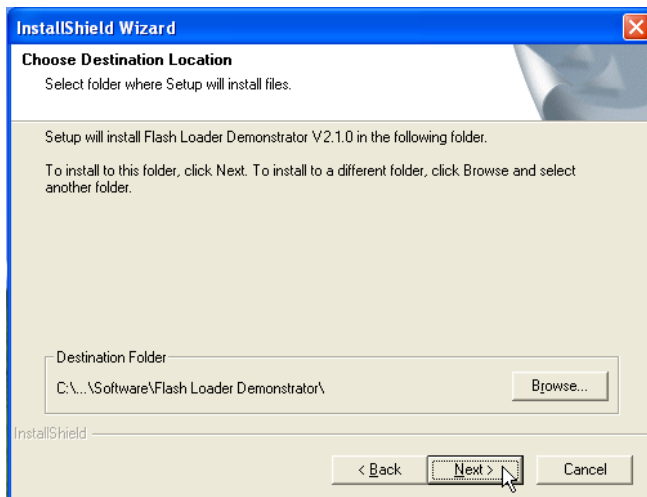 InstallShield Wizard
Choose Destination Location
Select folder where Setup will install files.
Setup will install Flash Loader Demonstrator V2.1.0 in the following folder.
To install to this folder, click Next. To install to a different folder, click Browse and select
another folder.
Destination Folder
C:\...\Software\Flash Loader Demonstrator\
Browse...
InstallShield
< Back
Next >
Cancel